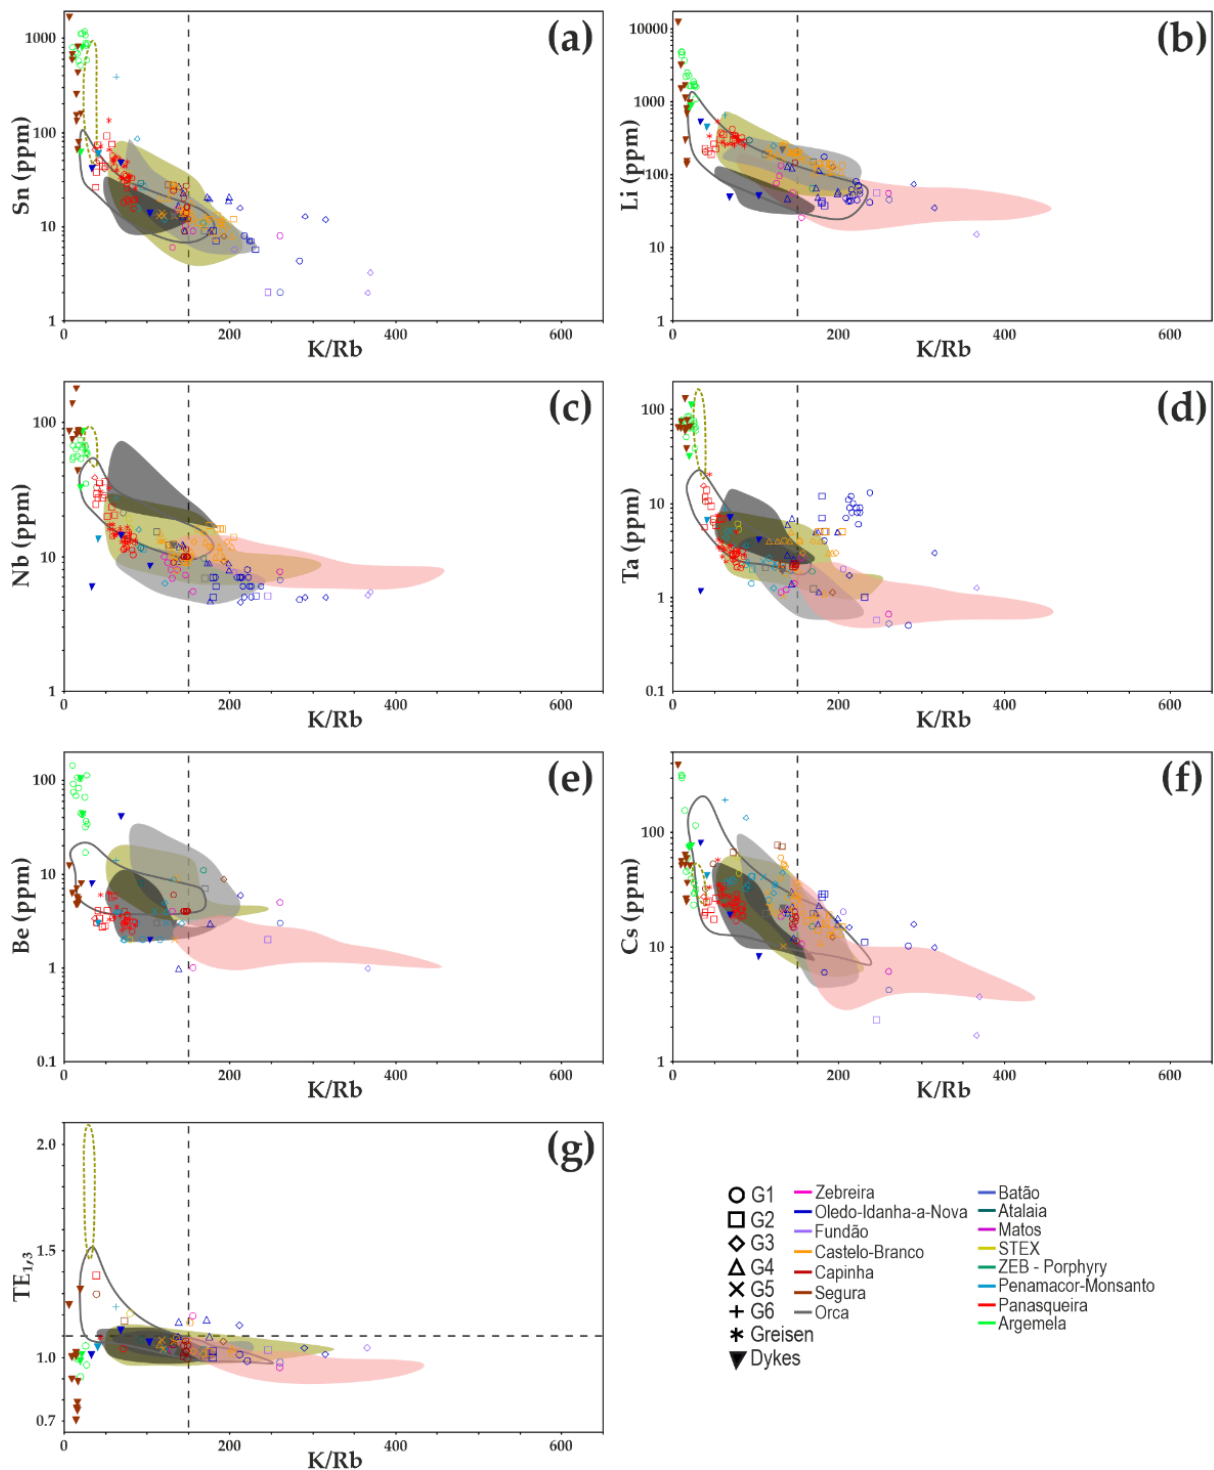 (a)
1000
100
10
1
Sn (ppm)
0
200
400
600
K/Rb
(b)
10000
1000
100
10
1
Li (ppm)
0
200
400
600
K/Rb
(c)
100
10
1
Nb (ppm)
0
200
400
600
K/Rb
(d)
100
10
1
0.1
Ta (ppm)
0
200
400
600
K/Rb
(e)
100
10
1
0.1
Be (ppm)
0
200
400
600
K/Rb
(f)
100
10
1
Cs (ppm)
0
200
400
600
K/Rb
(g)
2.0
1.5
1.0
0.7
TE1,3
0
200
400
600
K/Rb
G1
G2
G3
G4
G5
G6
Greisen
Dykes
Zebreira
Oledo-Idanha-a-Nova
Fundão
Castelo-Branco
Capinha
Segura
Orca
Batão
Atalaia
Matos
STEX
ZEB - Porphyry
Penamacor-Monsanto
Panasqueira
Argemela